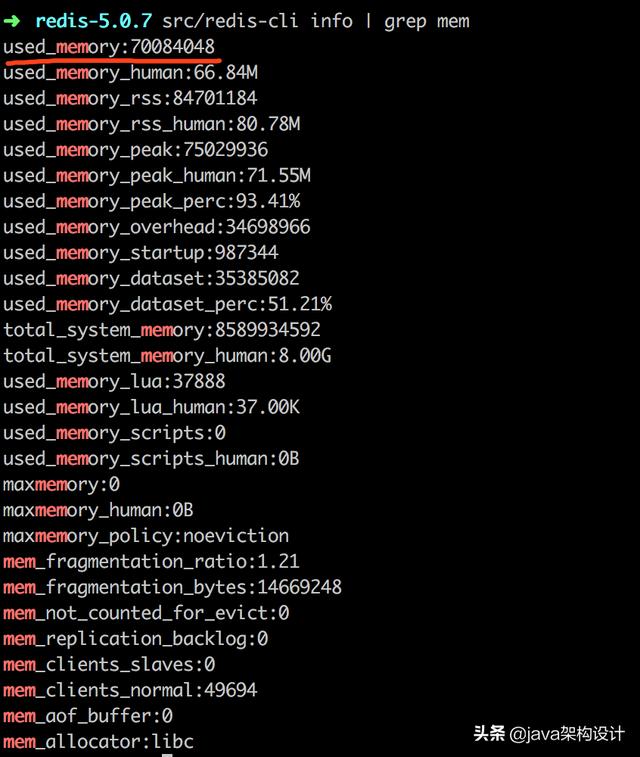 ➜ redis-5.0.7 src/redis-cli info | grep mem
used_memory:70084048
used_memory_human:66.84M
used_memory_rss:84701184
used_memory_rss_human:80.78M
used_memory_peak:75029936
used_memory_peak_human:71.55M
used_memory_peak_perc:93.41%
used_memory_overhead:34698966
used_memory_startup:987344
used_memory_dataset:35385082
used_memory_dataset_perc:51.21%
total_system_memory:8589934592
total_system_memory_human:8.00G
used_memory_lua:37888
used_memory_lua_human:37.00K
used_memory_scripts:0
used_memory_scripts_human:0B
maxmemory:0
maxmemory_human:0B
maxmemory_policy:noeviction
mem_fragmentation_ratio:1.21
mem_fragmentation_bytes:14669248
mem_not_counted_for_evict:0
mem_replication_backlog:0
mem_clients_slaves:0
mem_clients_normal:49694
mem_aof_buffer:0
mem_allocator:libc
头条 @java架构设计